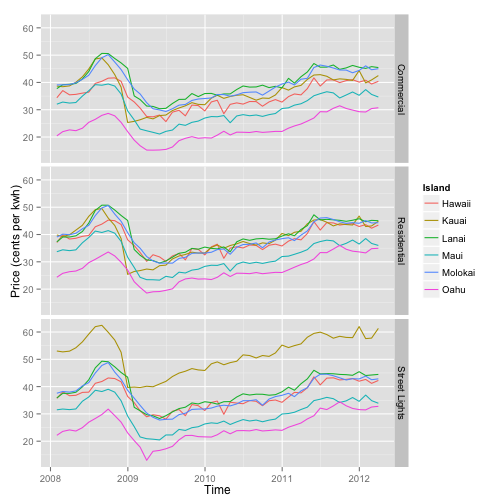 60
50
40
30
20
Commercial
60
50
40
30
20
Residential
60
50
40
30
20
Street Lights
Price (cents per kwh)
2008
2009
2010
2011
2012
Time
Island
Hawaii
Kauai
Lanai
Maui
Molokai
Oahu